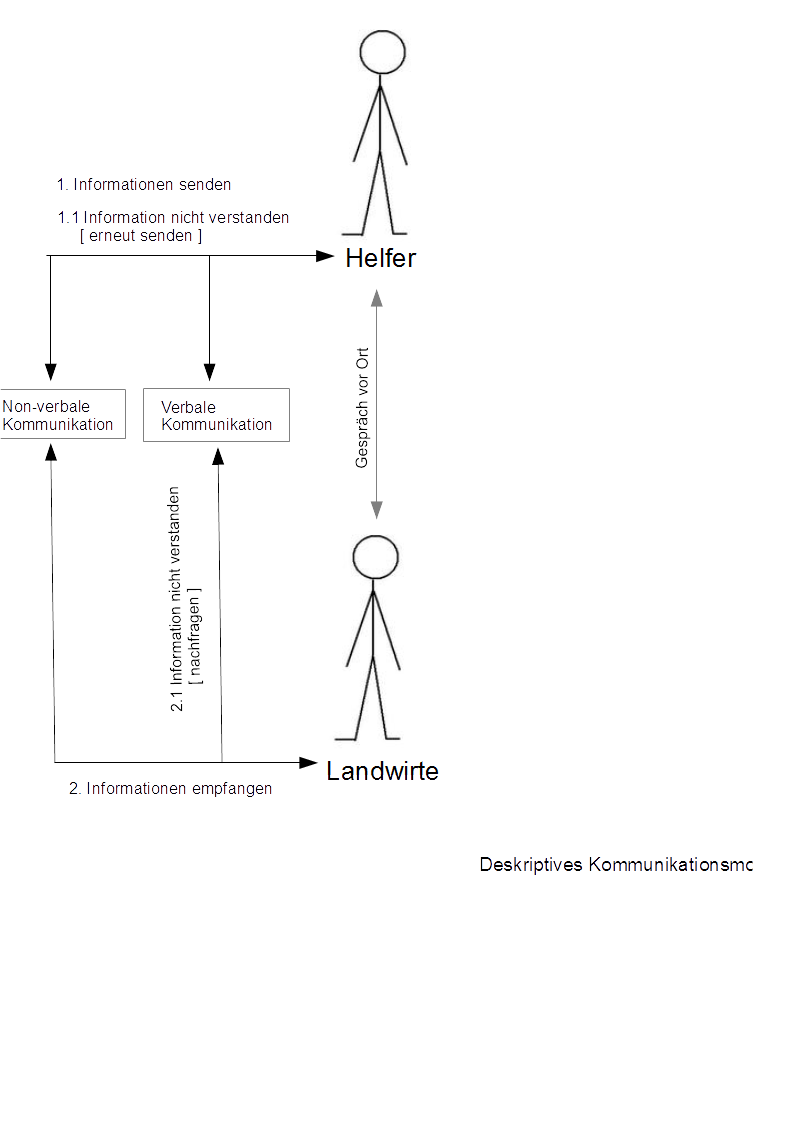 1. Informationen senden
1.1 Information nicht verstanden
[ erneut senden ]
Helfer
Gespräch vor Ort
Non-verbale
Kommunikation
Verbale
Kommunikation
2.1 Information nicht verstanden
[ nachfragen ]
Landwirte
2. Informationen empfangen
Deskriptives Kommunikationsmo